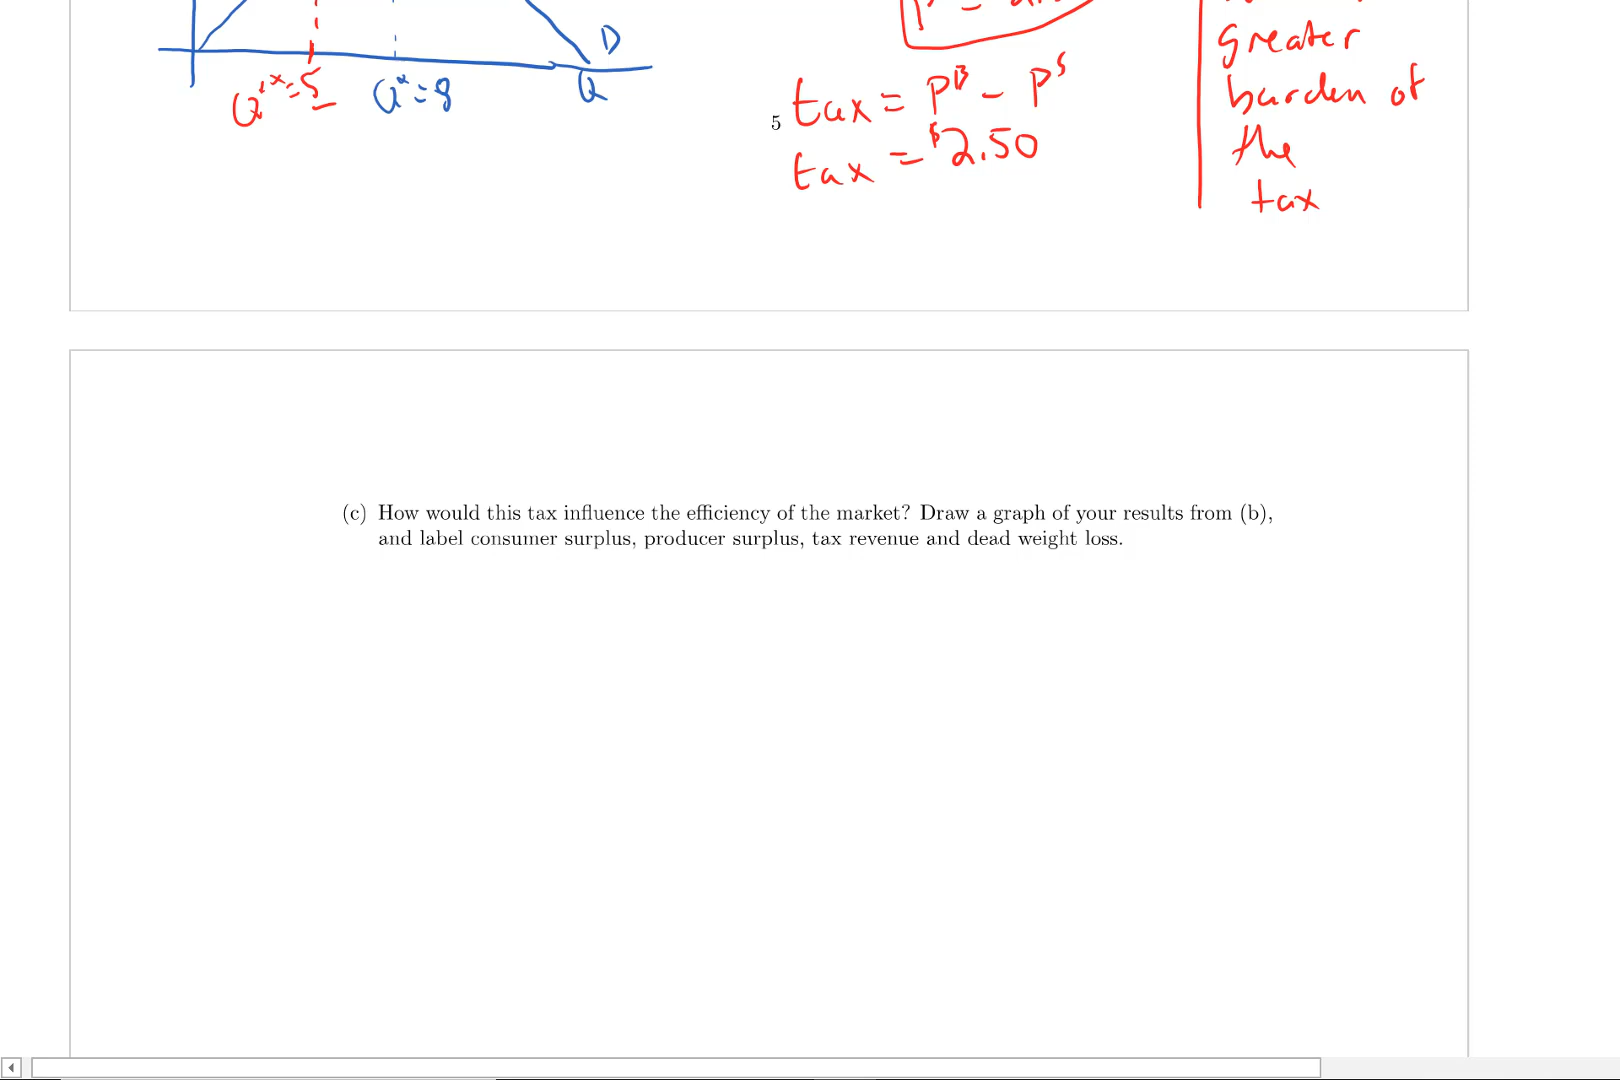 greater
D
tax = P^B - P^S
burden of
Q'* = 5
Q* = 8
Q
5
tax = $2.50
the
tax
(c) How would this tax influence the efficiency of the market? Draw a graph of your results from (b),
and label consumer surplus, producer surplus, tax revenue and dead weight loss.